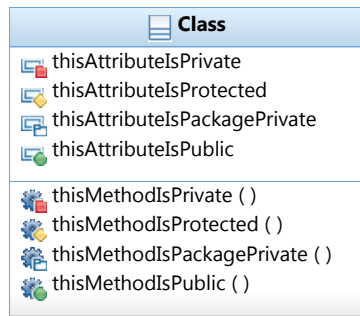 Class
thisAttributeIsPrivate
thisAttributeIsProtected
thisAttributeIsPackagePrivate
thisAttributeIsPublic
thisMethodIsPrivate ( )
thisMethodIsProtected ( )
thisMethodIsPackagePrivate ( )
thisMethodIsPublic ( )